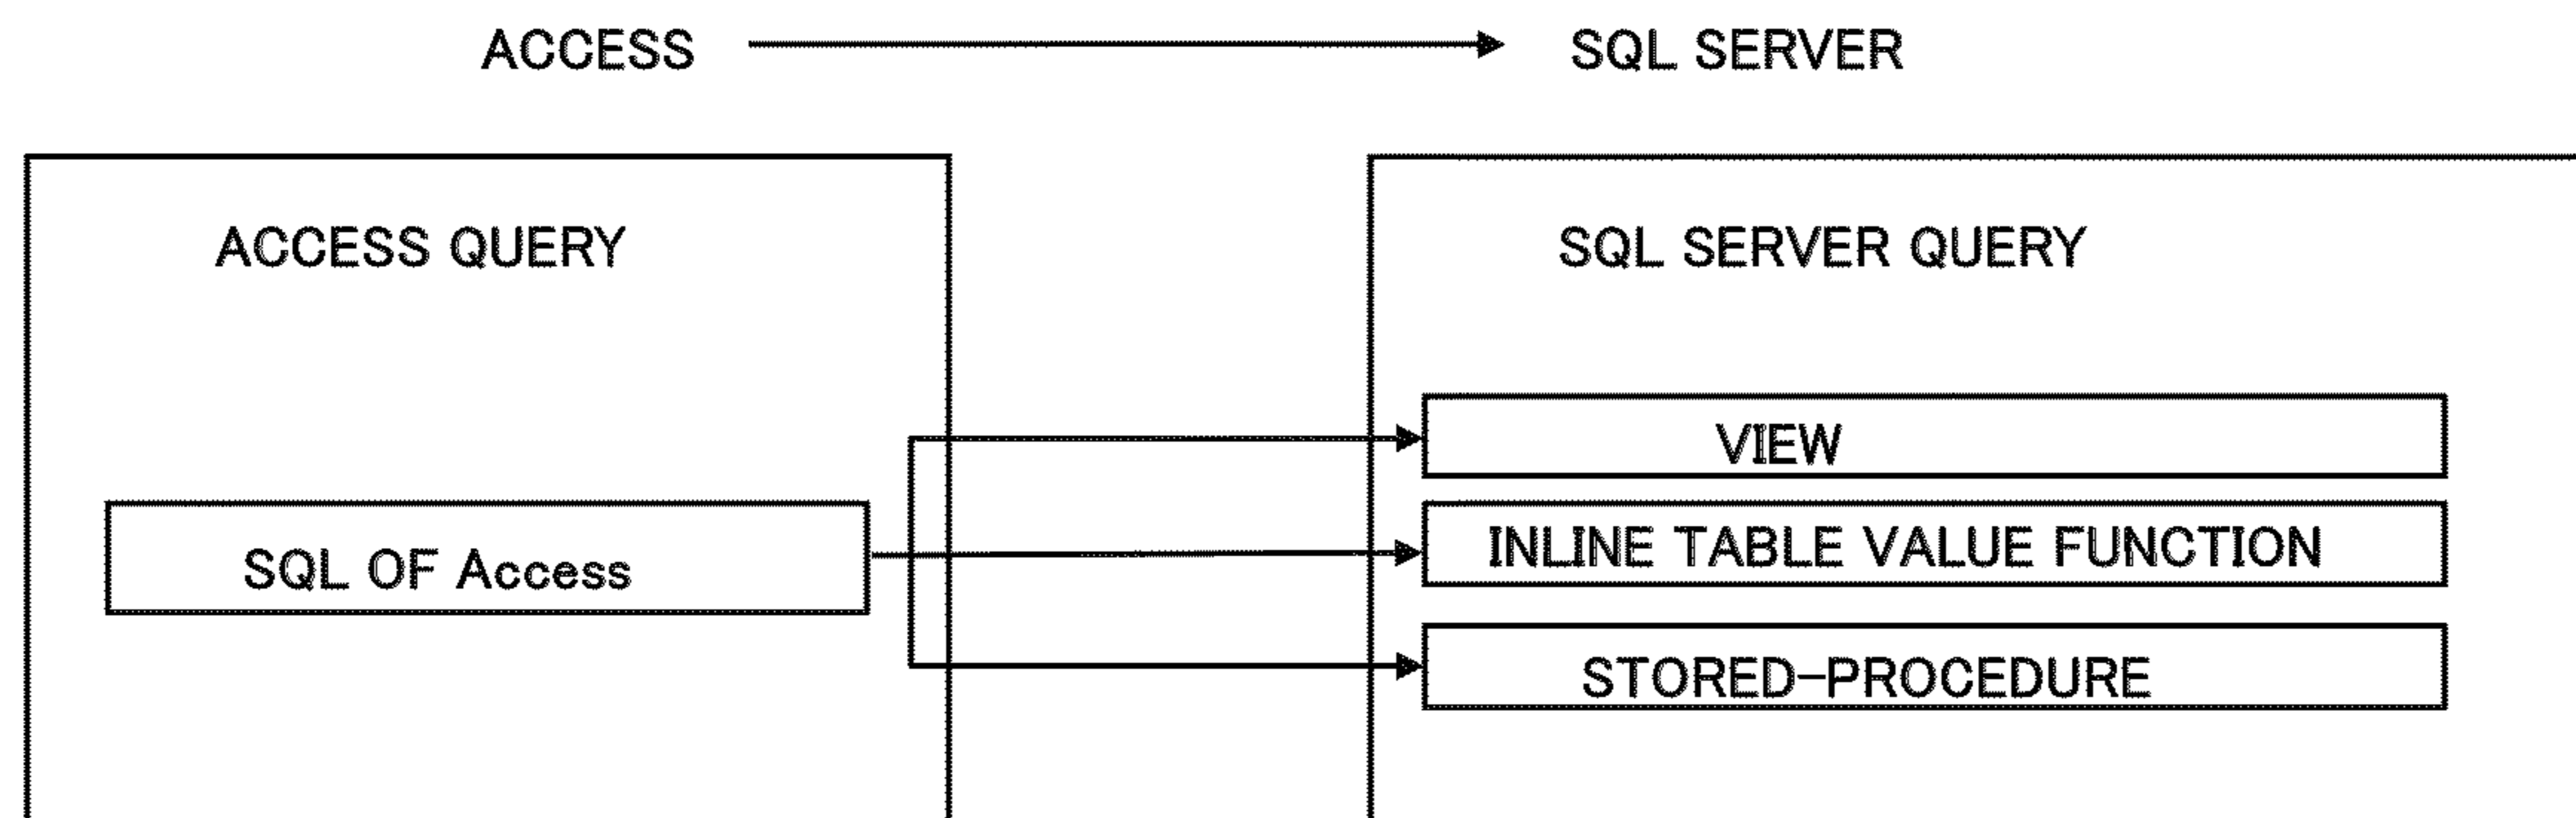 ACCESS
SQL SERVER
ACCESS QUERY
SQL SERVER QUERY
SQL OF Access
VIEW
INLINE TABLE VALUE FUNCTION
STORED-PROCEDURE